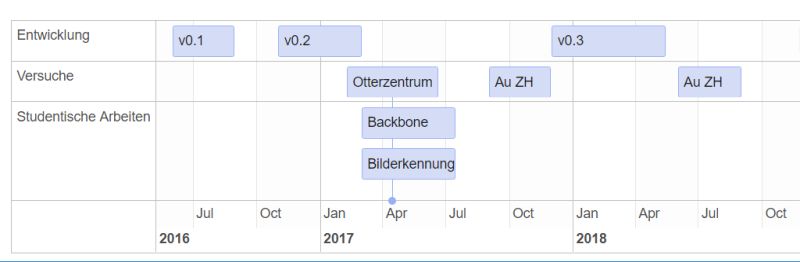 Entwicklung
v0.1
v0.2
v0.3
Versuche
Otterzentrum
Au ZH
Au ZH
Studentische Arbeiten
Backbone
Bilderkennung
Jul Oct Jan Apr Jul Oct Jan Apr Jul Oct
2016 2017 2018